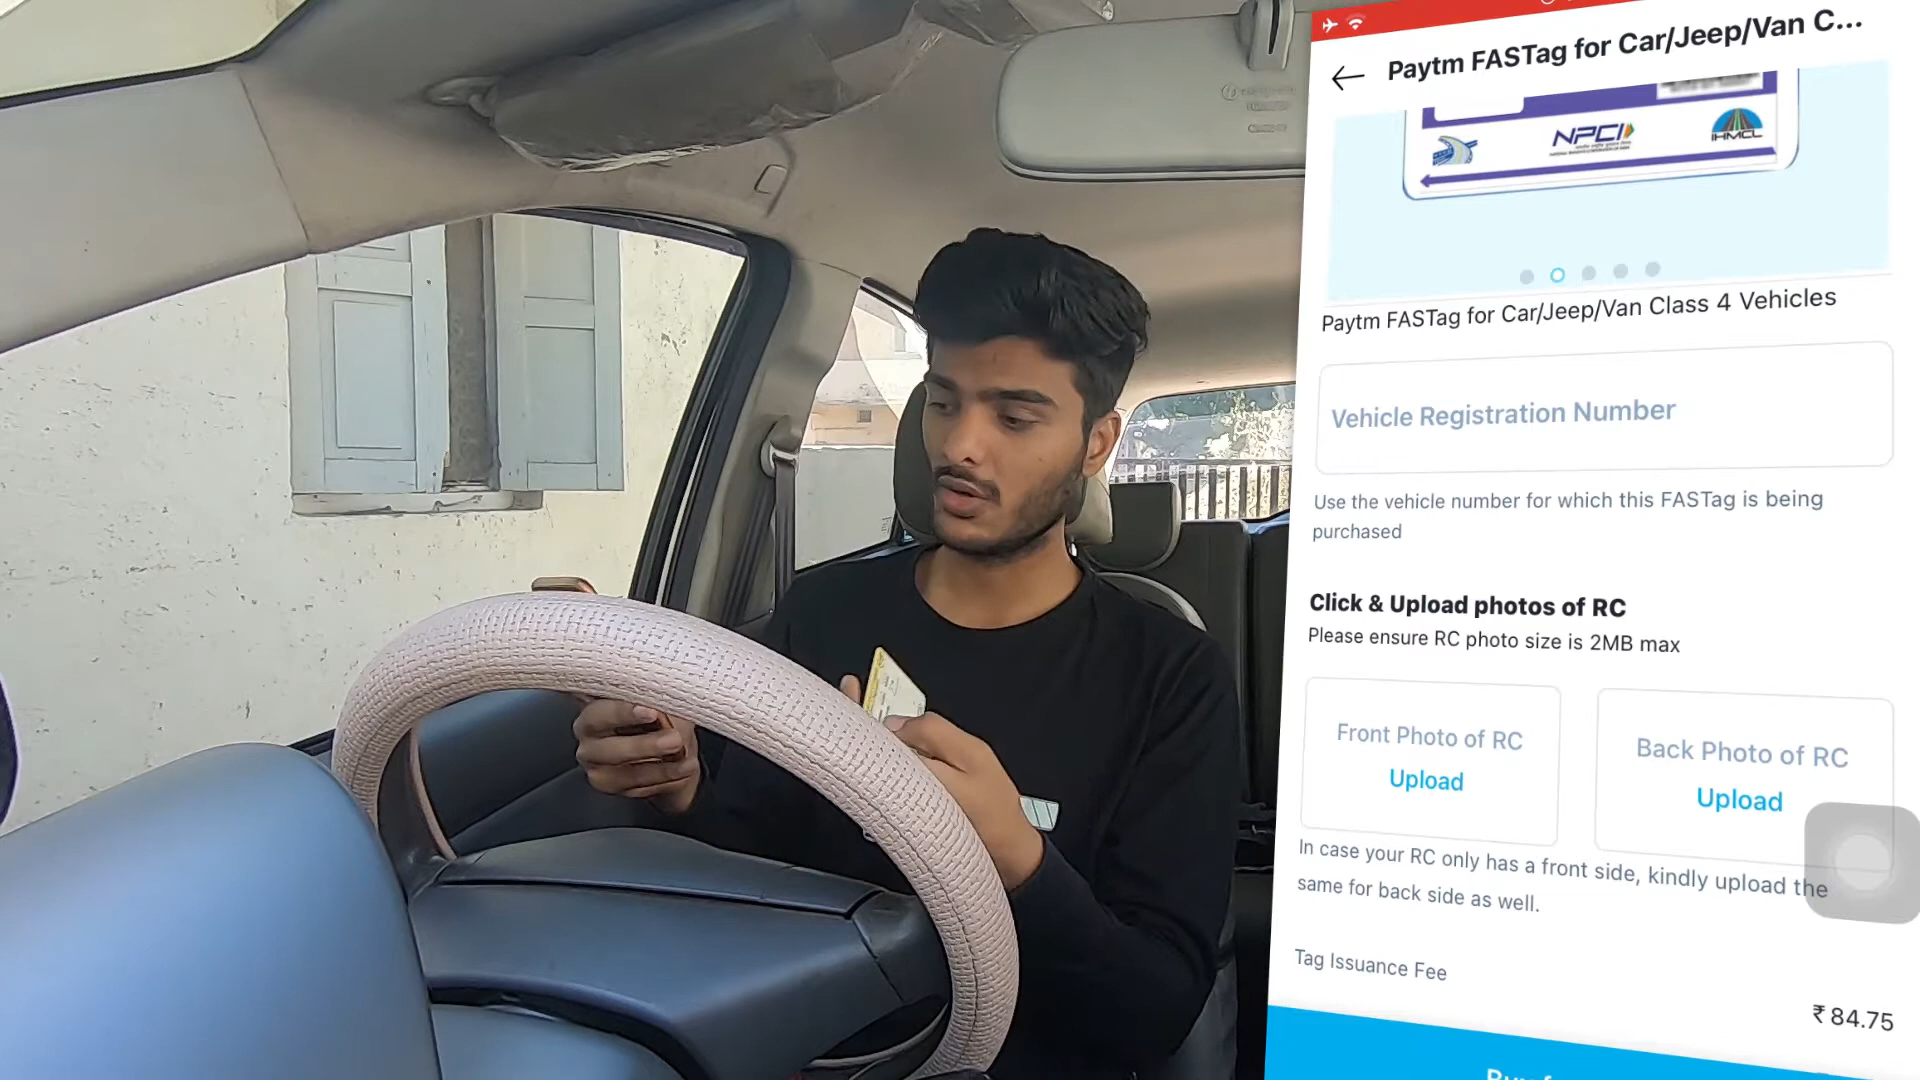 Paytm FASTag for Car/Jeep/Van C...
NPCI
IHMCL
Paytm FASTag for Car/Jeep/Van Class 4 Vehicles
Vehicle Registration Number
Use the vehicle number for which this FASTag is being
purchased
Click & Upload photos of RC
Please ensure RC photo size is 2MB max
Front Photo of RC
Upload
Back Photo of RC
Upload
In case your RC only has a front side, kindly upload the
same for back side as well.
Tag Issuance Fee
₹ 84.75